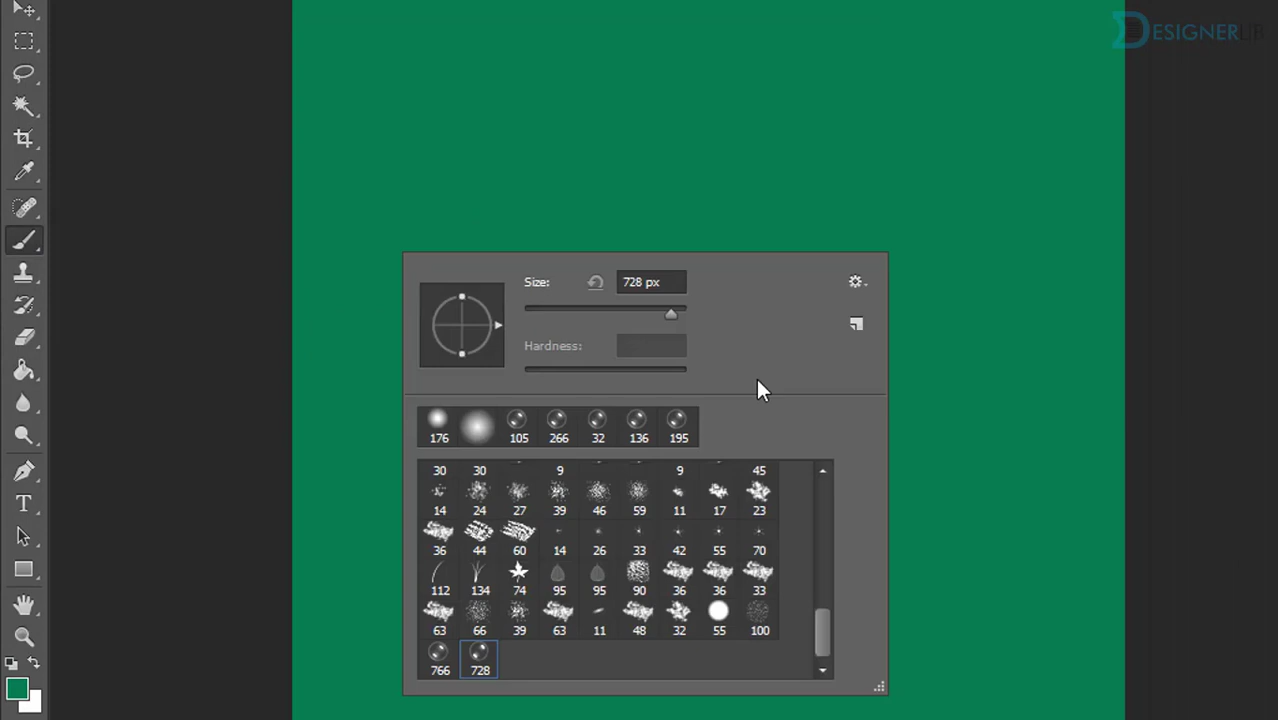 DESIGNER
Size: 728 px
Hardness:
176 105 266 32 136 195
30 30 9 9 45
14 24 27 39 46 59 11 17 23
36 44 60 14 26 33 42 55 70
112 134 74 95 95 90 36 36 33
63 66 39 63 11 48 32 55 100
766 728
T